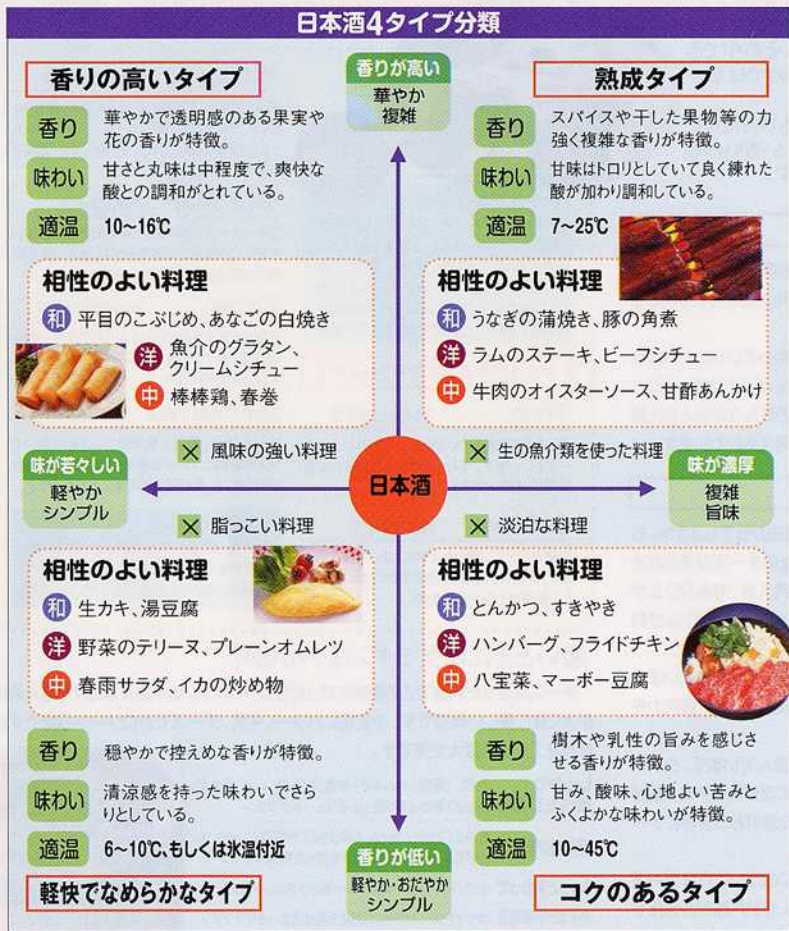 日本酒4タイプ分類
香りの高いタイプ
香り
華やかで透明感のある果実や
花の香りが特徴。
味わい
甘さと丸味は中程度で、爽快な
酸との調和がとれている。
適温
10〜16℃
相性のよい料理
和 平目のこぶじめ、あなごの白焼き
洋 魚介のグラタン、
クリームシチュー
中 棒棒鶏、春巻
× 風味の強い料理
香りが高い
華やか
複雑
熟成タイプ
香り
スパイスや干した果物等の力
強く複雑な香りが特徴。
味わい
甘味はトロリとしていて良く練れた
酸が加わり調和している。
適温
7〜25℃
相性のよい料理
和 うなぎの蒲焼き、豚の角煮
洋 ラムのステーキ、ビーフシチュー
中 牛肉のオイスターソース、甘酢あんかけ
× 生の魚介類を使った料理
味が若々しい
軽やか
シンプル
日本酒
味が濃厚
複雑
旨味
× 脂っこい料理
相性のよい料理
和 生カキ、湯豆腐
洋 野菜のテリーヌ、プレーンオムレツ
中 春雨サラダ、イカの炒め物
香り
穏やかで控えめな香りが特徴。
味わい
清涼感を持った味わいでさら
りとしている。
適温
6〜10℃、もしくは氷温付近
軽快でなめらかなタイプ
× 淡泊な料理
相性のよい料理
和 とんかつ、すきやき
洋 ハンバーグ、フライドチキン
中 八宝菜、マーボー豆腐
香り
樹木や乳性の旨みを感じさ
せる香りが特徴。
味わい
甘み、酸味、心地よい苦みと
ふくよかな味わいが特徴。
適温
10〜45℃
コクのあるタイプ
香りが低い
軽やか・おだやか
シンプル